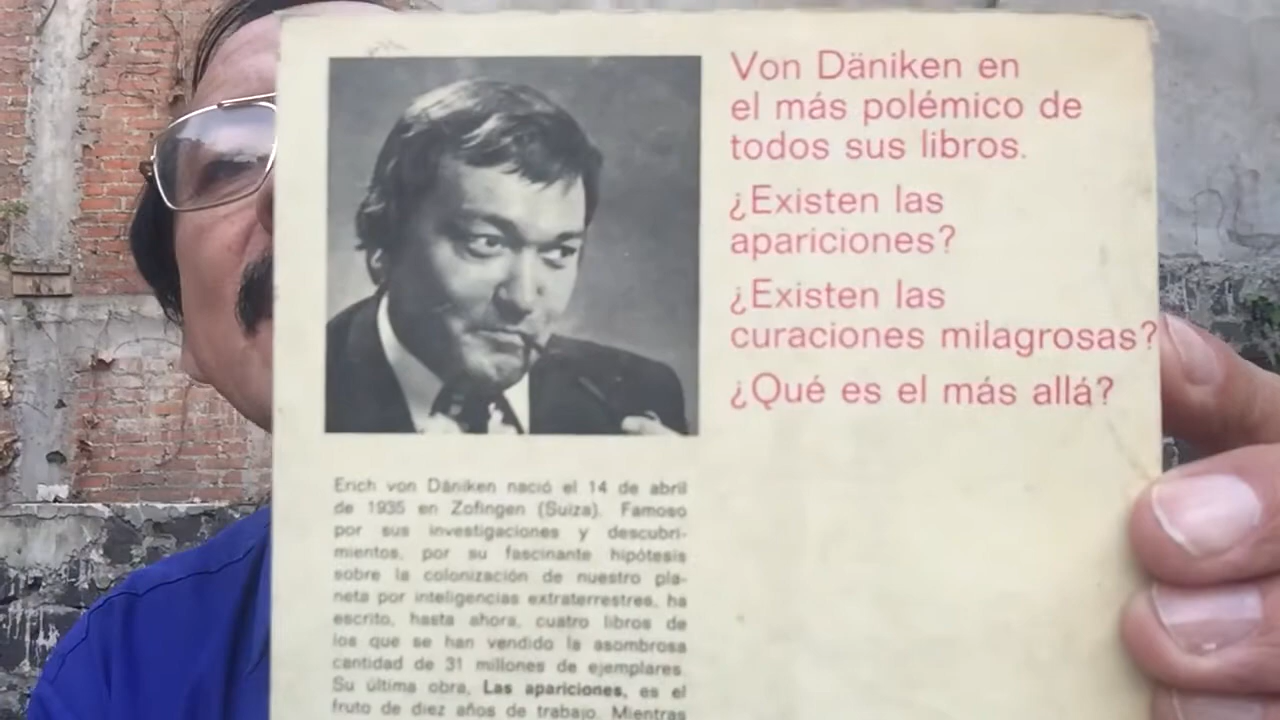 Von Däniken en
el más polémico de
todos sus libros.
¿Existen las
apariciones?
¿Existen las
curaciones milagrosas?
¿Qué es el más allá?
Erich von Däniken nació el 14 de abril
de 1935 en Zofingen (Suiza). Famoso
por sus investigaciones y descubri-
mientos, por su fascinante hipótesis
sobre la colonización de nuestro pla-
neta por inteligencias extraterrestres, ha
escrito, hasta ahora, cuatro libros de
los que se han vendido la asombrosa
cantidad de 31 millones de ejemplares.
Su última obra, Las apariciones, es el
fruto de diez años de trabajo. Mientras